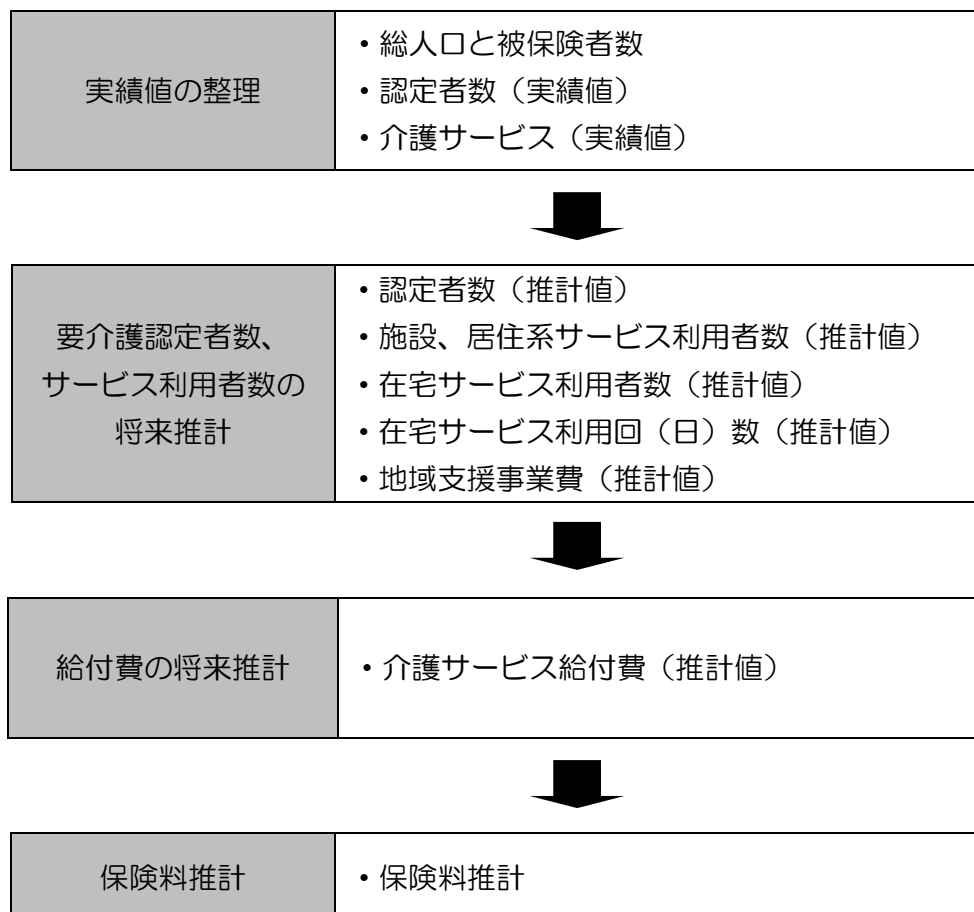 実績値の整理
・総人口と被保険者数
・認定者数（実績値）
・介護サービス（実績値）
要介護認定者数、
サービス利用者数の
将来推計
・認定者数（推計値）
・施設、居住系サービス利用者数（推計値）
・在宅サービス利用者数（推計値）
・在宅サービス利用回（日）数（推計値）
・地域支援事業費（推計値）
給付費の将来推計
・介護サービス給付費（推計値）
保険料推計
・保険料推計